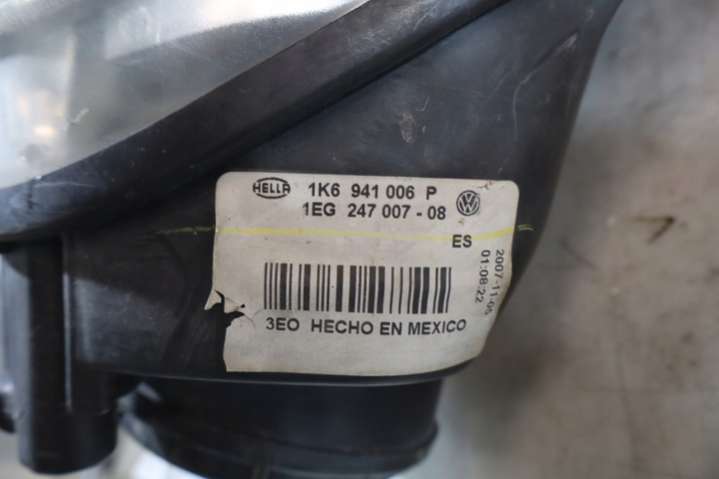 HELLA 1K6 941 006 P
1EG 247 007 - 08
ES
2007-11-05
01:08:22
3EO HECHO EN MEXICO